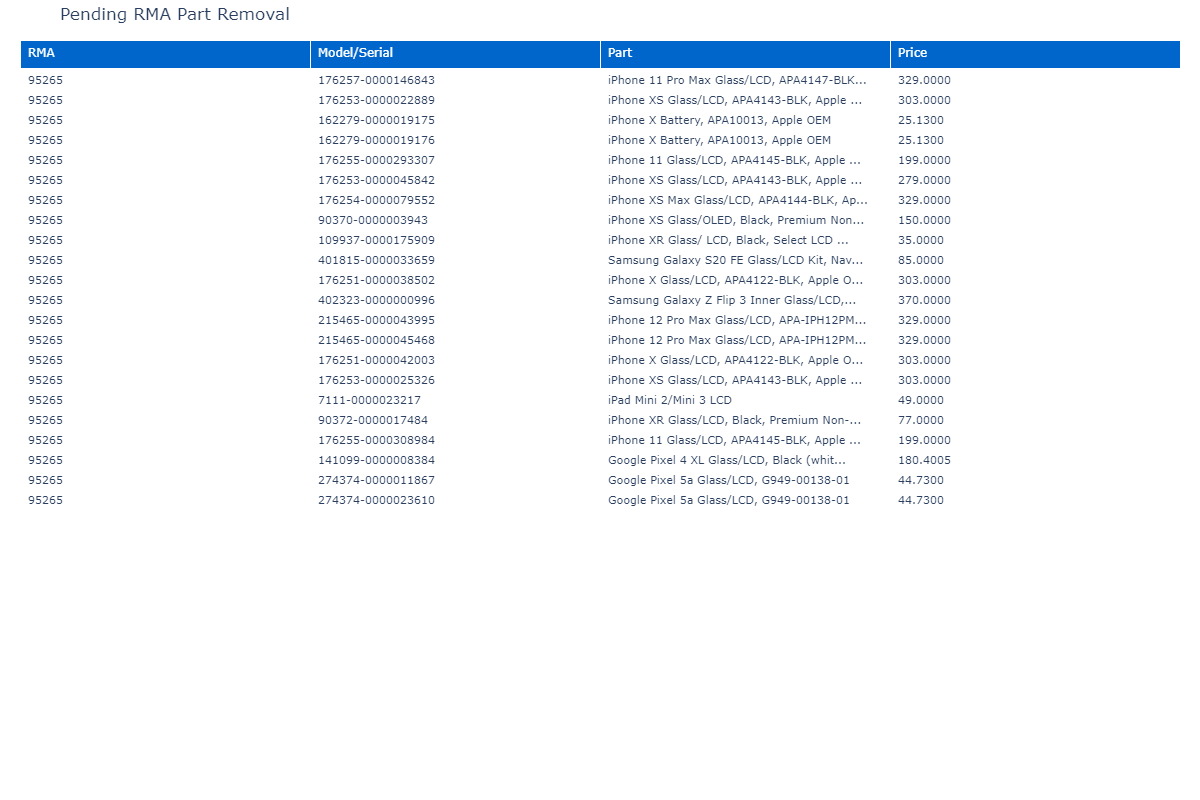 Pending RMA Part Removal
RMA Model/Serial Part Price
95265 176257-0000146843 iPhone 11 Pro Max Glass/LCD, APA4147-BLK... 329.0000
95265 176253-0000022889 iPhone XS Glass/LCD, APA4143-BLK, Apple ... 303.0000
95265 162279-0000019175 iPhone X Battery, APA10013, Apple OEM 25.1300
95265 162279-0000019176 iPhone X Battery, APA10013, Apple OEM 25.1300
95265 176255-0000293307 iPhone 11 Glass/LCD, APA4145-BLK, Apple ... 199.0000
95265 176253-0000045842 iPhone XS Glass/LCD, APA4143-BLK, Apple ... 279.0000
95265 176254-0000079552 iPhone XS Max Glass/LCD, APA4144-BLK, Ap... 329.0000
95265 90370-0000003943 iPhone XS Glass/OLED, Black, Premium Non... 150.0000
95265 109937-0000175909 iPhone XR Glass/ LCD, Black, Select LCD ... 35.0000
95265 401815-0000033659 Samsung Galaxy S20 FE Glass/LCD Kit, Nav... 85.0000
95265 176251-0000038502 iPhone X Glass/LCD, APA4122-BLK, Apple O... 303.0000
95265 402323-0000000996 Samsung Galaxy Z Flip 3 Inner Glass/LCD,... 370.0000
95265 215465-0000043995 iPhone 12 Pro Max Glass/LCD, APA-IPH12PM... 329.0000
95265 215465-0000045468 iPhone 12 Pro Max Glass/LCD, APA-IPH12PM... 329.0000
95265 176251-0000042003 iPhone X Glass/LCD, APA4122-BLK, Apple O... 303.0000
95265 176253-0000025326 iPhone XS Glass/LCD, APA4143-BLK, Apple ... 303.0000
95265 7111-0000023217 iPad Mini 2/Mini 3 LCD 49.0000
95265 90372-0000017484 iPhone XR Glass/LCD, Black, Premium Non-... 77.0000
95265 176255-0000308984 iPhone 11 Glass/LCD, APA4145-BLK, Apple ... 199.0000
95265 141099-0000008384 Google Pixel 4 XL Glass/LCD, Black (whit... 180.4005
95265 274374-0000011867 Google Pixel 5a Glass/LCD, G949-00138-01 44.7300
95265 274374-0000023610 Google Pixel 5a Glass/LCD, G949-00138-01 44.7300